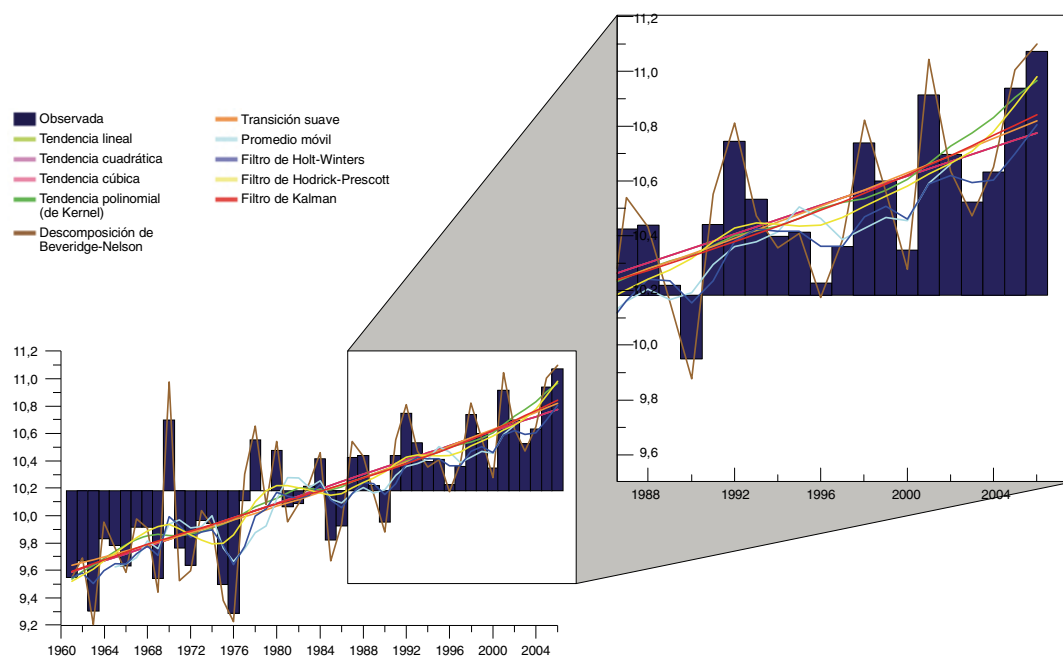 Observada
Tendencia lineal
Tendencia cuadrática
Tendencia cúbica
Tendencia polinomial
(de Kernel)
Descomposición de
Beveridge-Nelson
Transición suave
Promedio móvil
Filtro de Holt-Winters
Filtro de Hodrick-Prescott
Filtro de Kalman
11,2
11,0
10,8
10,6
10,4
10,2
10,0
9,8
9,6
1988
1992
1996
2000
2004
11,2
11,0
10,8
10,6
10,4
10,2
10,0
9,8
9,6
9,4
9,2
1960
1964
1968
1972
1976
1980
1984
1988
1992
1996
2000
2004